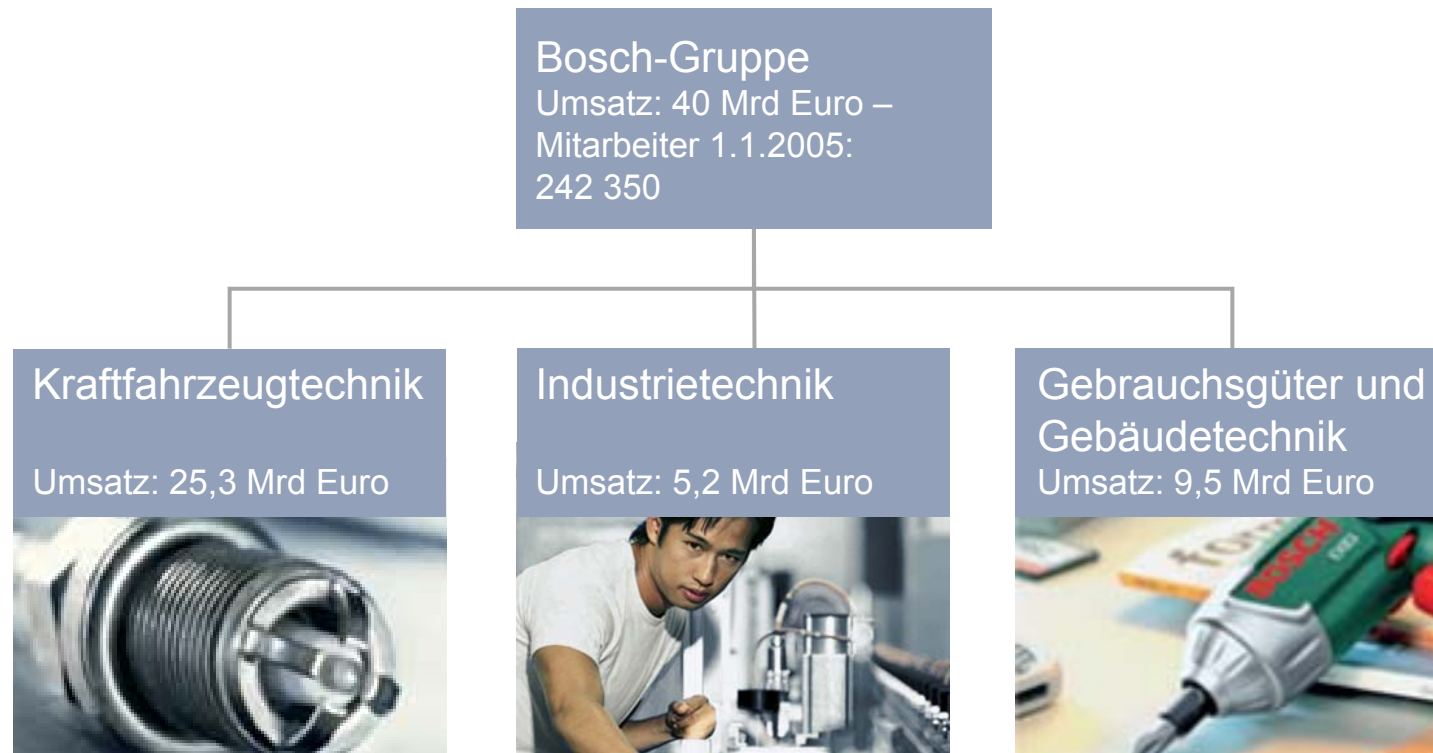 Bosch-Gruppe
Umsatz: 40 Mrd Euro –
Mitarbeiter 1.1.2005:
242 350
Kraftfahrzeugtechnik
Umsatz: 25,3 Mrd Euro
Industrietechnik
Umsatz: 5,2 Mrd Euro
Gebrauchsgüter und
Gebäudetechnik
Umsatz: 9,5 Mrd Euro
BOSCH